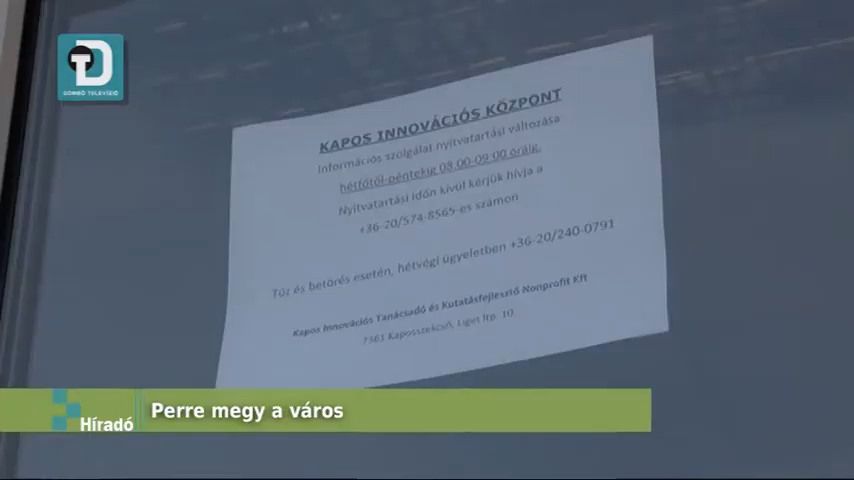 TD
DOMBÓ TELEVÍZIÓ
KAPOS INNOVÁCIÓS KÖZPONT
Információs szolgálat nyitvatartási változása
hétfőtől-péntekig 08.00-09:00 óráig.
Nyitvatartási időn kívül kérjük hívja a
+36-20/574-8565-es számon
Tűz és betörés esetén, hétvégi ügyeletben +36-20/240-0791
Kapos Innovációs Tanácsadó és Kutatásfejlesztő Nonprofit Kft
7361 Kaposszekcső, Liget ltp. 10.
Híradó
Perre megy a város